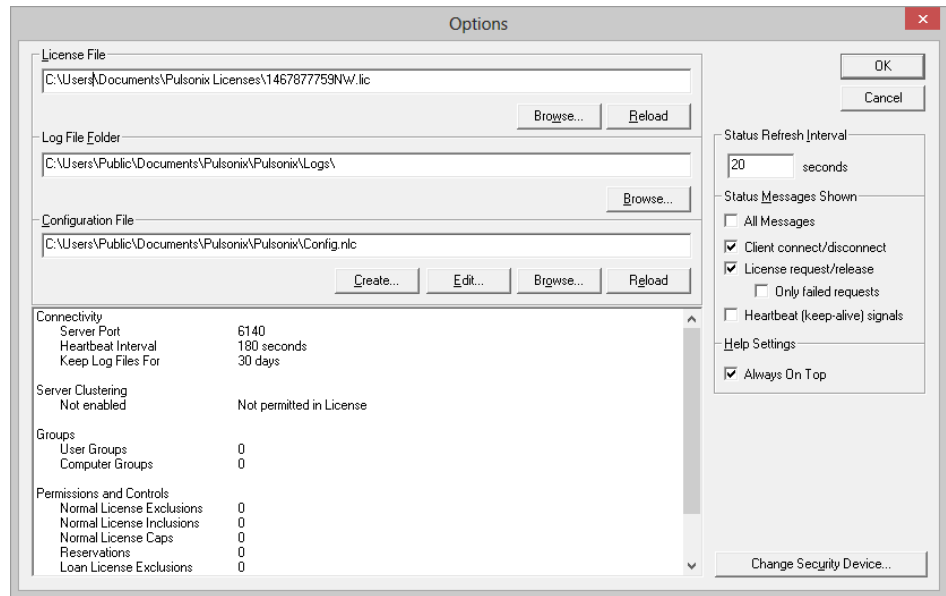 Options
License File
C:\Users\Documents\Pulsonix Licenses\1467877759NW.lic
Browse...
Reload
Log File Folder
C:\Users\Public\Documents\Pulsonix\Pulsonix\Logs\
Browse...
Configuration File
C:\Users\Public\Documents\Pulsonix\Pulsonix\Config.nlc
Create...
Edit...
Browse...
Reload
Connectivity
Server Port 6140
Heartbeat Interval 180 seconds
Keep Log Files For 30 days
Server Clustering
Not enabled Not permitted in License
Groups
User Groups 0
Computer Groups 0
Permissions and Controls
Normal License Exclusions 0
Normal License Inclusions 0
Normal License Caps 0
Reservations 0
Loan License Exclusions 0
OK
Cancel
Status Refresh Interval
20 seconds
Status Messages Shown
All Messages
Client connect/disconnect
License request/release
Only failed requests
Heartbeat (keep-alive) signals
Help Settings
Always On Top
Change Security Device...